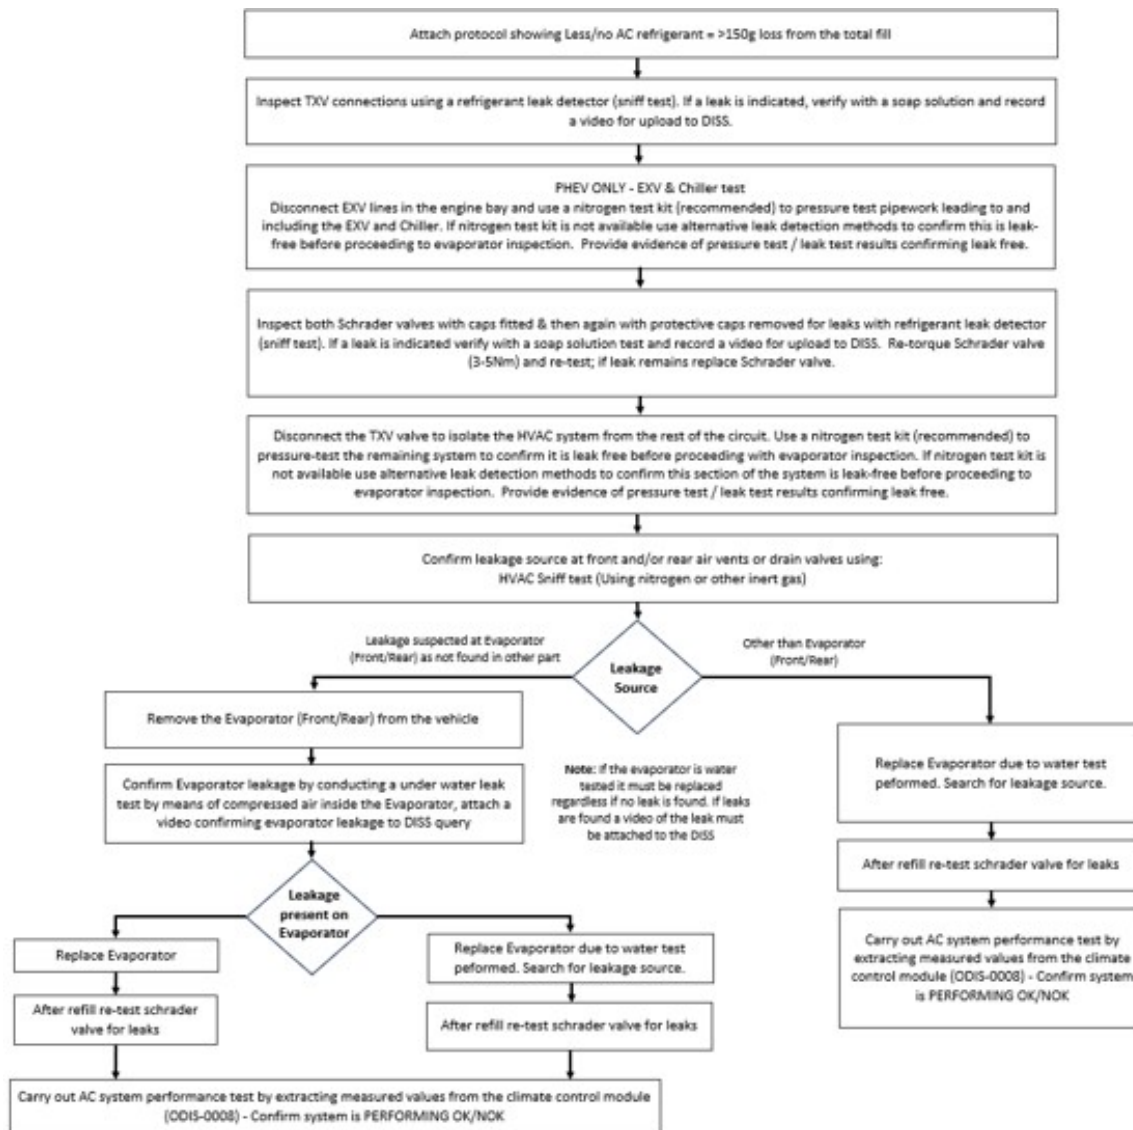 Attach protocol showing Less/no AC refrigerant = >150g loss from the total fill
Inspect TXV connections using a refrigerant leak detector (sniff test). If a leak is indicated, verify with a soap solution and record
a video for upload to DISS.
PHEV ONLY - EXV & Chiller test
Disconnect EXV lines in the engine bay and use a nitrogen test kit (recommended) to pressure test pipework leading to and
including the EXV and Chiller. If nitrogen test kit is not available use alternative leak detection methods to confirm this is leak-
free before proceeding to evaporator inspection. Provide evidence of pressure test / leak test results confirming leak free.
Inspect both Schrader valves with caps fitted & then again with protective caps removed for leaks with refrigerant leak detector
(sniff test). If a leak is indicated verify with a soap solution test and record a video for upload to DISS. Re-torque Schrader valve
(3-5Nm) and re-test; if leak remains replace Schrader valve.
Disconnect the TXV valve to isolate the HVAC system from the rest of the circuit. Use a nitrogen test kit (recommended) to
pressure-test the remaining system to confirm it is leak free before proceeding with evaporator inspection. If nitrogen test kit is
not available use alternative leak detection methods to confirm this section of the system is leak-free before proceeding to
evaporator inspection. Provide evidence of pressure test / leak test results confirming leak free.
Confirm leakage source at front and/or rear air vents or drain valves using:
HVAC Sniff test (Using nitrogen or other inert gas)
Leakage suspected at Evaporator
(Front/Rear) as not found in other part
Other than Evaporator
(Front/Rear)
Leakage
Source
Remove the Evaporator (Front/Rear) from the vehicle
Confirm Evaporator leakage by conducting a under water leak
test by means of compressed air inside the Evaporator, attach a
video confirming evaporator leakage to DISS query
Note: If the evaporator is water
tested it must be replaced
regardless if no leak is found. If leaks
are found a video of the leak must
be attached to the DISS
Replace Evaporator due to water test
peformed. Search for leakage source.
After refill re-test schrader valve for leaks
Carry out AC system performance test by
extracting measured values from the climate
control module (ODIS-0008) - Confirm system
is PERFORMING OK/NOK
Leakage
present on
Evaporator
Replace Evaporator
After refill re-test schrader
valve for leaks
Replace Evaporator due to water test
peformed. Search for leakage source.
After refill re-test schrader valve for leaks
Carry out AC system performance test by extracting measured values from the climate control module
(ODIS-0008) - Confirm system is PERFORMING OK/NOK